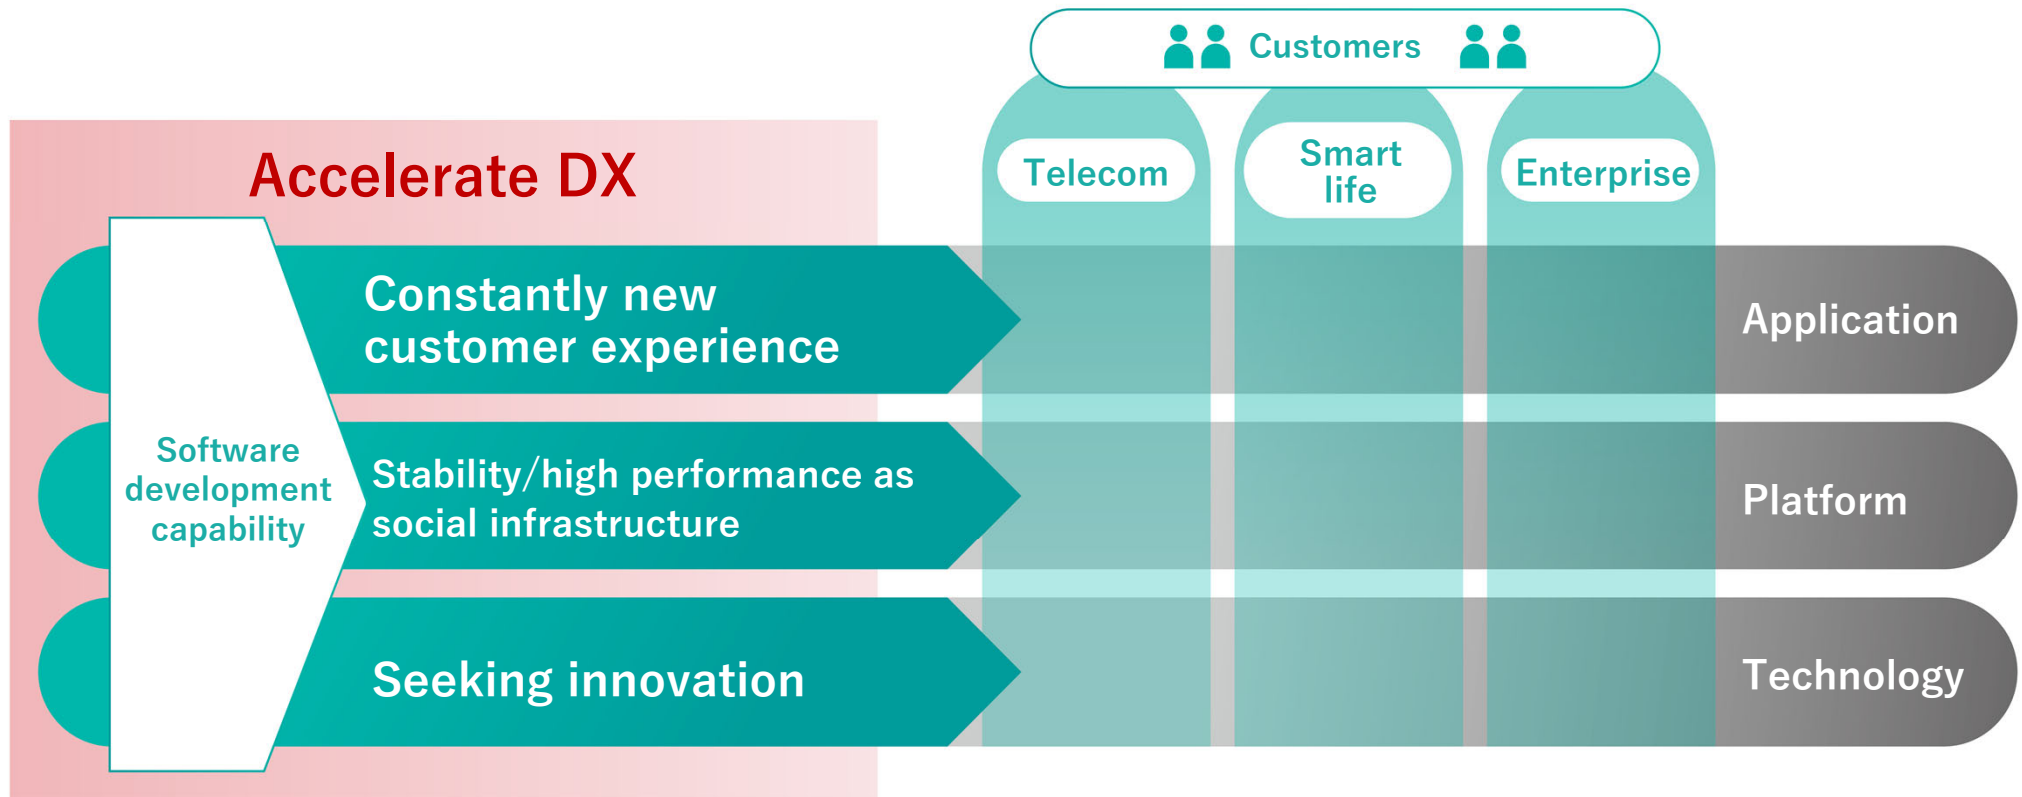 Customers
Accelerate DX
Telecom
Smart
life
Enterprise
Constantly new
customer experience
Application
Software
development
capability
Stability/high performance as
social infrastructure
Platform
Seeking innovation
Technology